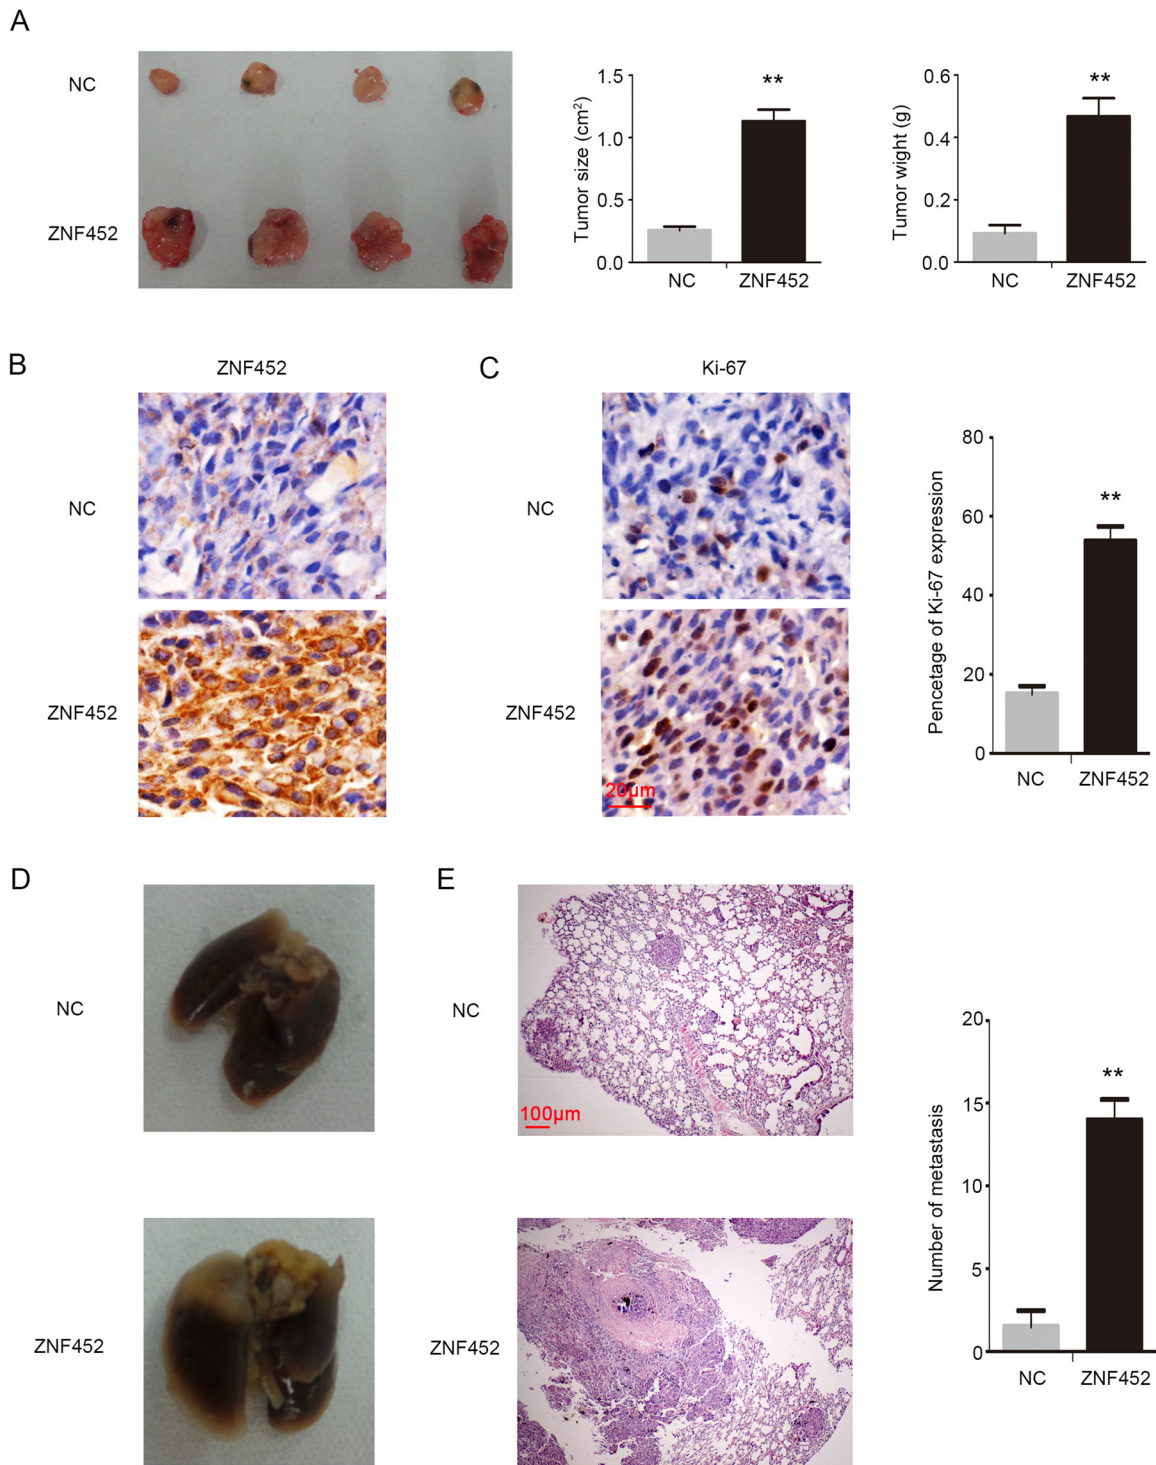 A
NC
ZNF452
Tumor size (cm²)
1.5
1.0
0.5
0.0
**
NC
ZNF452
Tumor wight (g)
0.6
0.4
0.2
0.0
**
NC
ZNF452
B
ZNF452
NC
ZNF452
C
Ki-67
NC
ZNF452
20µm
Pencetage of Ki-67 expression
80
60
40
20
0
**
NC
ZNF452
D
NC
ZNF452
E
NC
100µm
ZNF452
Number of metastasis
20
15
10
5
0
**
NC
ZNF452